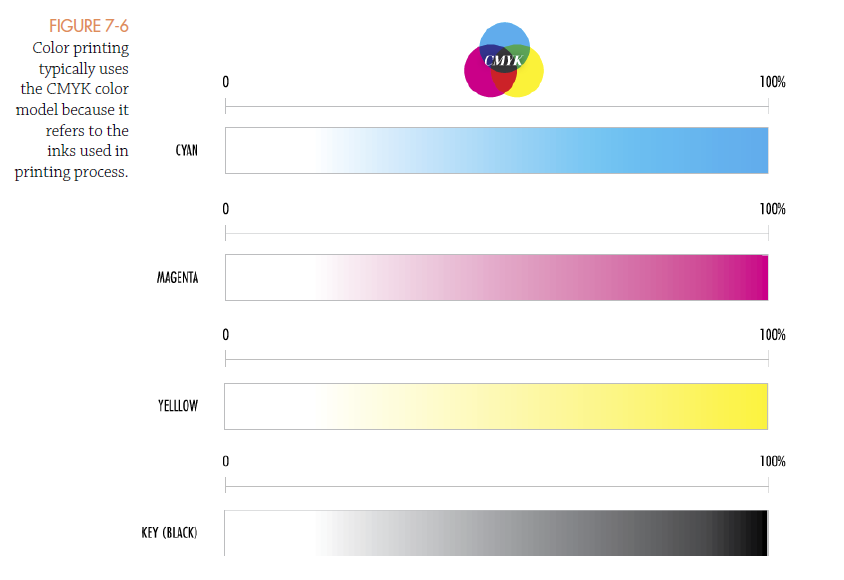 FIGURE 7-6
Color printing
typically uses
the CMYK color
model because it
refers to the
inks used in
printing process.
CMYK
0 100%
CYAN
0 100%
MAGENTA
0 100%
YELLLOW
0 100%
KEY (BLACK)